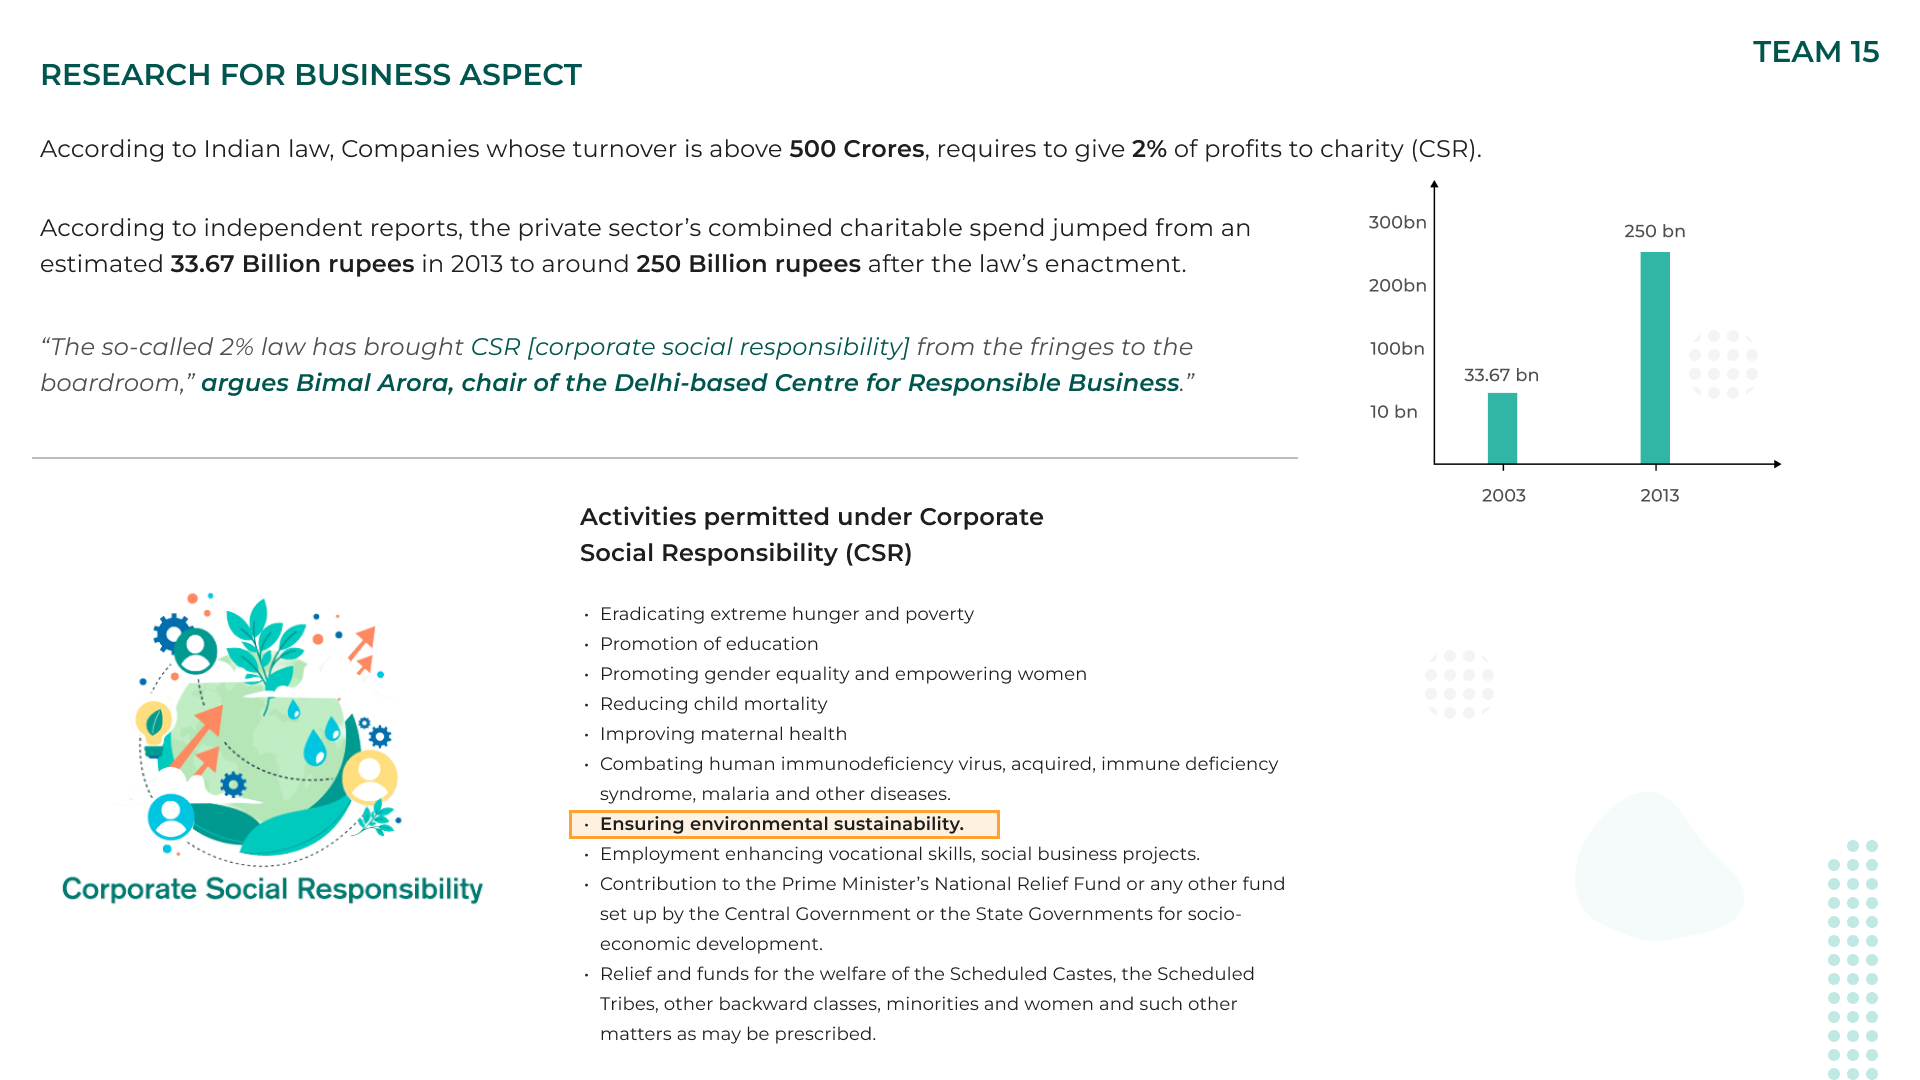 TEAM 15
RESEARCH FOR BUSINESS ASPECT
According to Indian law, Companies whose turnover is above 500 Crores, requires to give 2% of profits to charity (CSR).
According to independent reports, the private sector’s combined charitable spend jumped from an
estimated 33.67 Billion rupees in 2013 to around 250 Billion rupees after the law’s enactment.
“The so-called 2% law has brought CSR [corporate social responsibility] from the fringes to the
boardroom,” argues Bimal Arora, chair of the Delhi-based Centre for Responsible Business.”
300bn
200bn
100bn
10 bn
33.67 bn
250 bn
2003
2013
Activities permitted under Corporate
Social Responsibility (CSR)
· Eradicating extreme hunger and poverty
· Promotion of education
· Promoting gender equality and empowering women
· Reducing child mortality
· Improving maternal health
· Combating human immunodeficiency virus, acquired, immune deficiency
syndrome, malaria and other diseases.
· Ensuring environmental sustainability.
· Employment enhancing vocational skills, social business projects.
· Contribution to the Prime Minister’s National Relief Fund or any other fund
set up by the Central Government or the State Governments for socio-
economic development.
· Relief and funds for the welfare of the Scheduled Castes, the Scheduled
Tribes, other backward classes, minorities and women and such other
matters as may be prescribed.
Corporate Social Responsibility